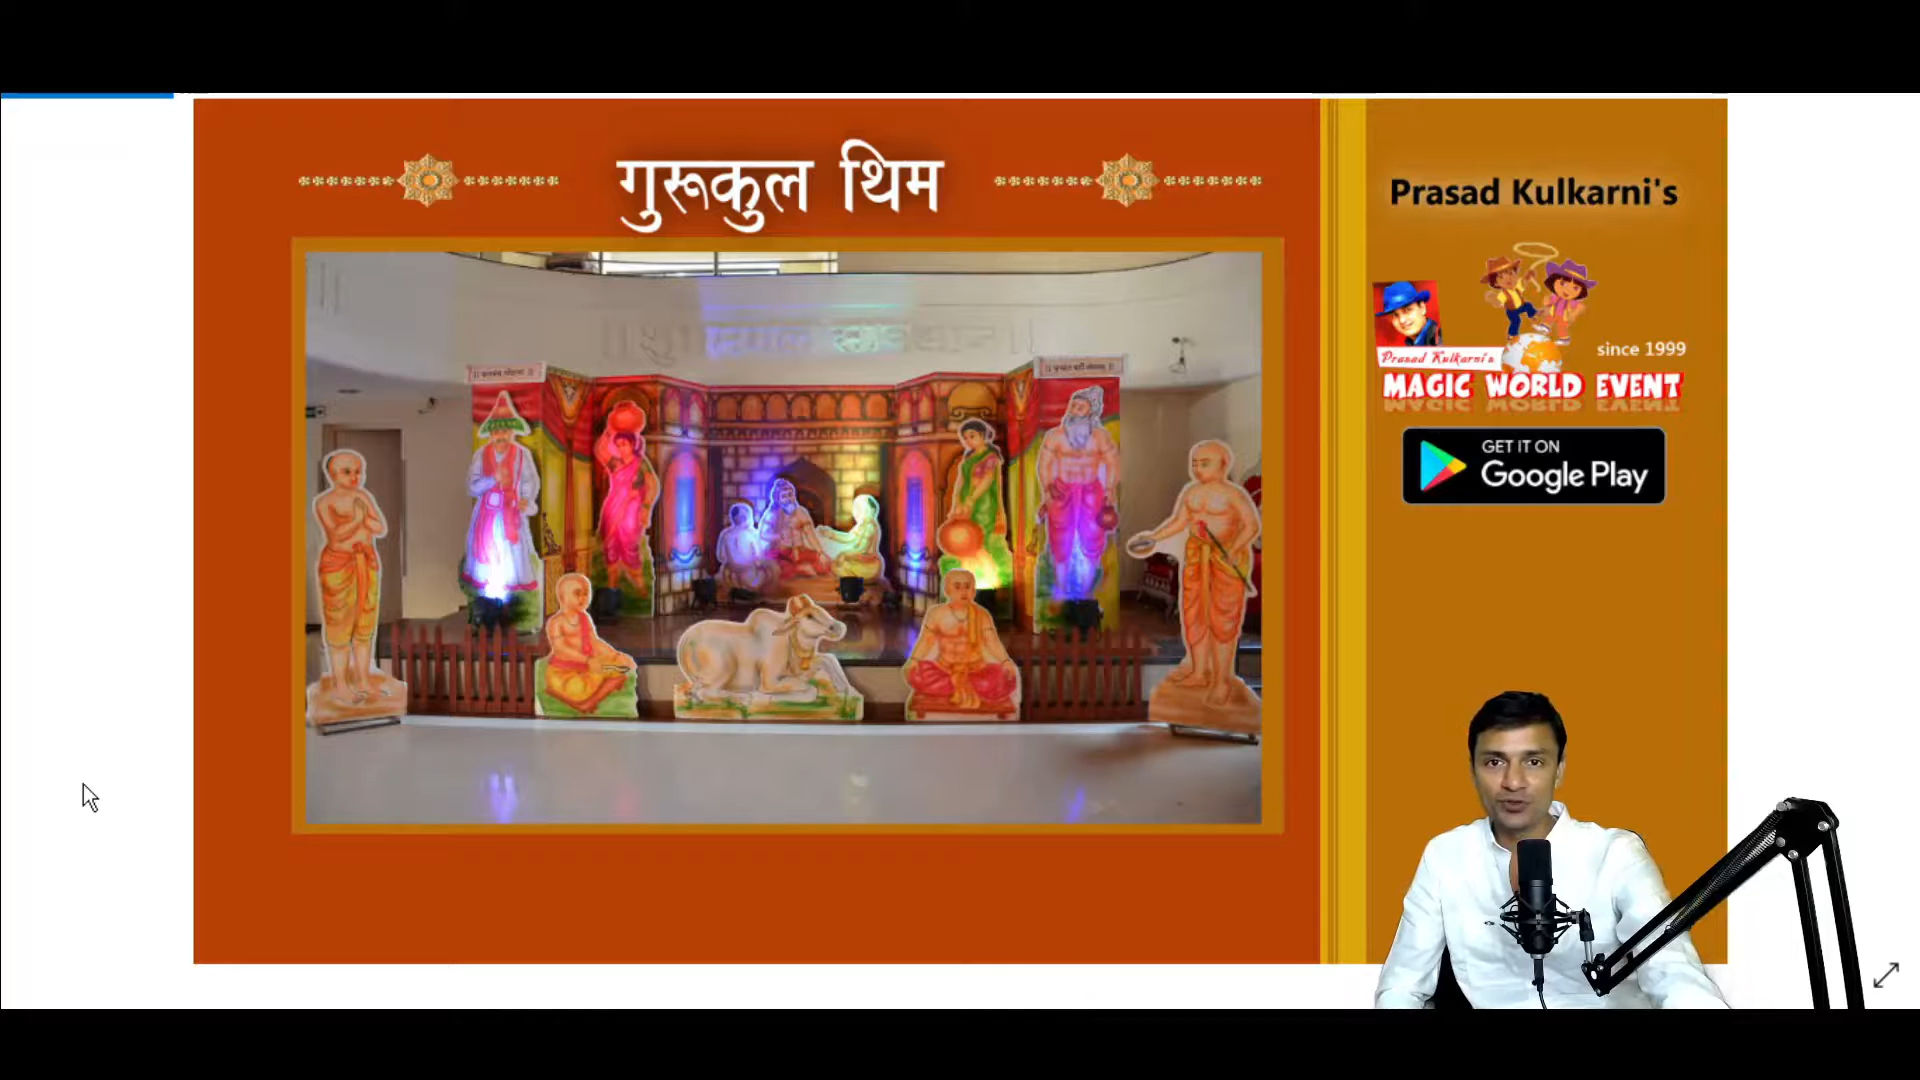 गुरूकुल थिम
Prasad Kulkarni's
Prasad Kulkarni's
since 1999
MAGIC WORLD EVENT
GET IT ON
Google Play